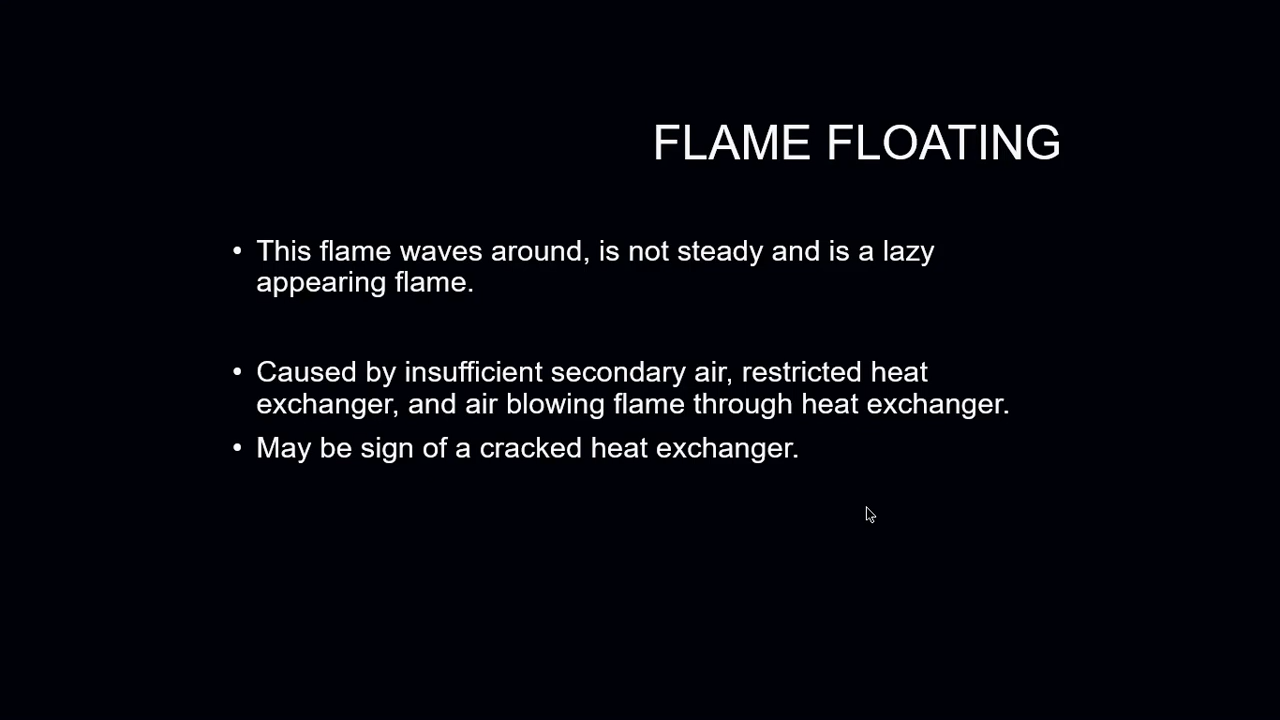 FLAME FLOATING
• This flame waves around, is not steady and is a lazy
appearing flame.
• Caused by insufficient secondary air, restricted heat
exchanger, and air blowing flame through heat exchanger.
• May be sign of a cracked heat exchanger.